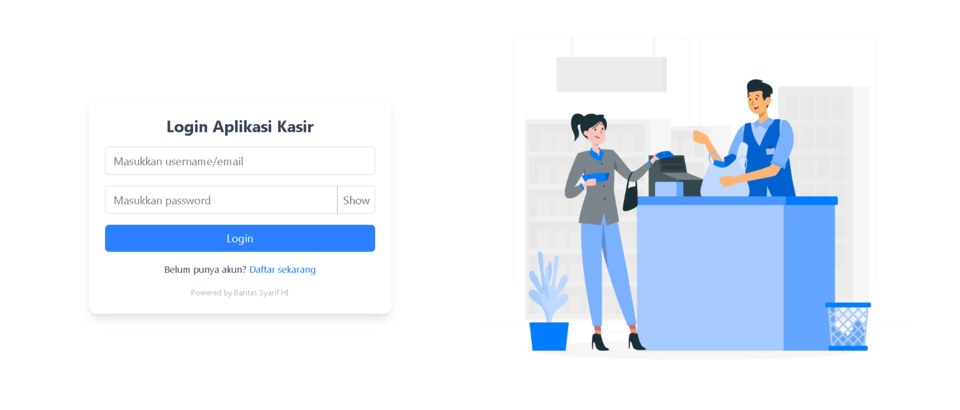 Login Aplikasi Kasir
Masukkan username/email
Masukkan password Show
Login
Belum punya akun? Daftar sekarang
Powered by Bantas Syarif HI